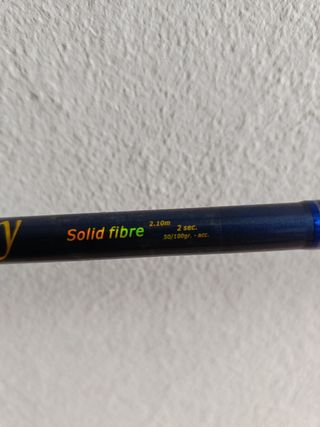 y
Solid fibre
2.10m
2 sec.
50/100gr. - acc.